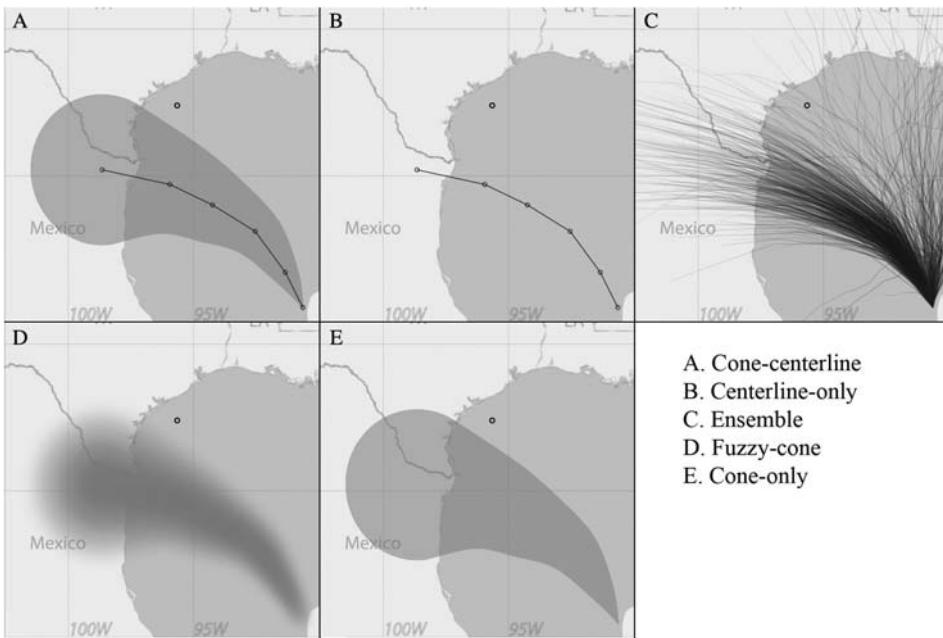 A
B
C
Mexico
100W
95W
Mexico
100W
95W
Mexico
100W
95W
D
E
Mexico
100W
95W
Mexico
100W
95W
A. Cone-centerline
B. Centerline-only
C. Ensemble
D. Fuzzy-cone
E. Cone-only